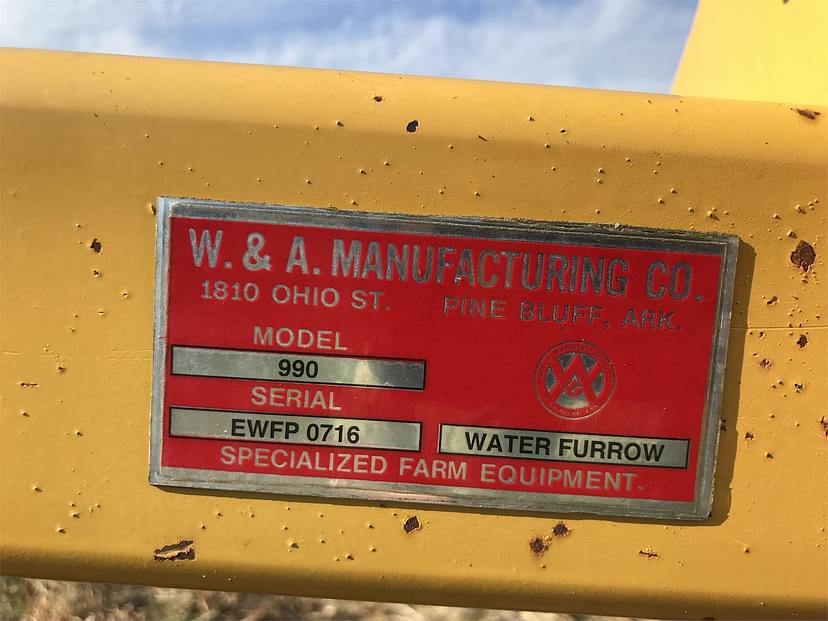 W. & A. MANUFACTURING CO.
1810 OHIO ST. PINE BLUFF, ARK.
MODEL
990
SERIAL
EWFP 0716
WATER FURROW
SPECIALIZED FARM EQUIPMENT
W&A